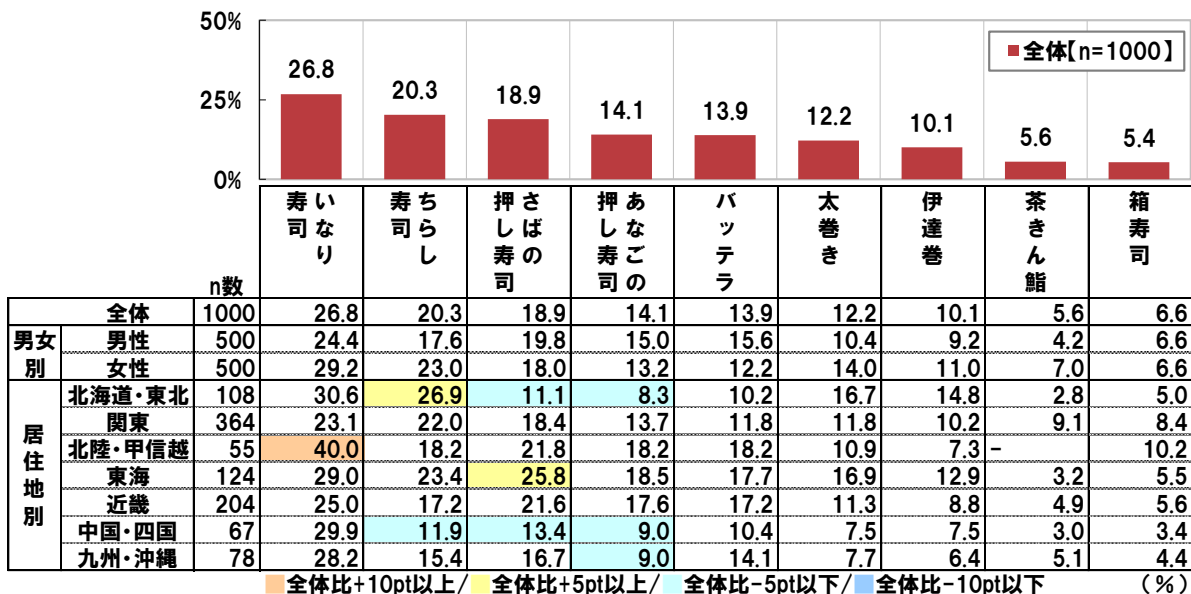 50%
25%
0%
■全体【n=1000】
26.8 20.3 18.9 14.1 13.9 12.2 10.1 5.6 5.4
n数 いなり寿司 ちらし寿司 さばの押し寿司 あなごの押し寿司 バッテラ 太巻き 伊達巻 茶きん鮨 箱寿司
全体 1000 26.8 20.3 18.9 14.1 13.9 12.2 10.1 5.6 6.6
男女別
男性 500 24.4 17.6 19.8 15.0 15.6 10.4 9.2 4.2 6.6
女性 500 29.2 23.0 18.0 13.2 12.2 14.0 11.0 7.0 6.6
居住地別
北海道・東北 108 30.6 26.9 11.1 8.3 10.2 16.7 14.8 2.8 5.0
関東 364 23.1 22.0 18.4 13.7 11.8 11.8 10.2 9.1 8.4
北陸・甲信越 55 40.0 18.2 21.8 18.2 18.2 10.9 7.3 - 10.2
東海 124 29.0 23.4 25.8 18.5 17.7 16.9 12.9 3.2 5.5
近畿 204 25.0 17.2 21.6 17.6 17.2 11.3 8.8 4.9 5.6
中国・四国 67 29.9 11.9 13.4 9.0 10.4 7.5 7.5 3.0 3.4
九州・沖縄 78 28.2 15.4 16.7 9.0 14.1 7.7 6.4 5.1 4.4
■全体比+10pt以上/ ■全体比+5pt以上/ ■全体比-5pt以下/ ■全体比-10pt以下 (%)